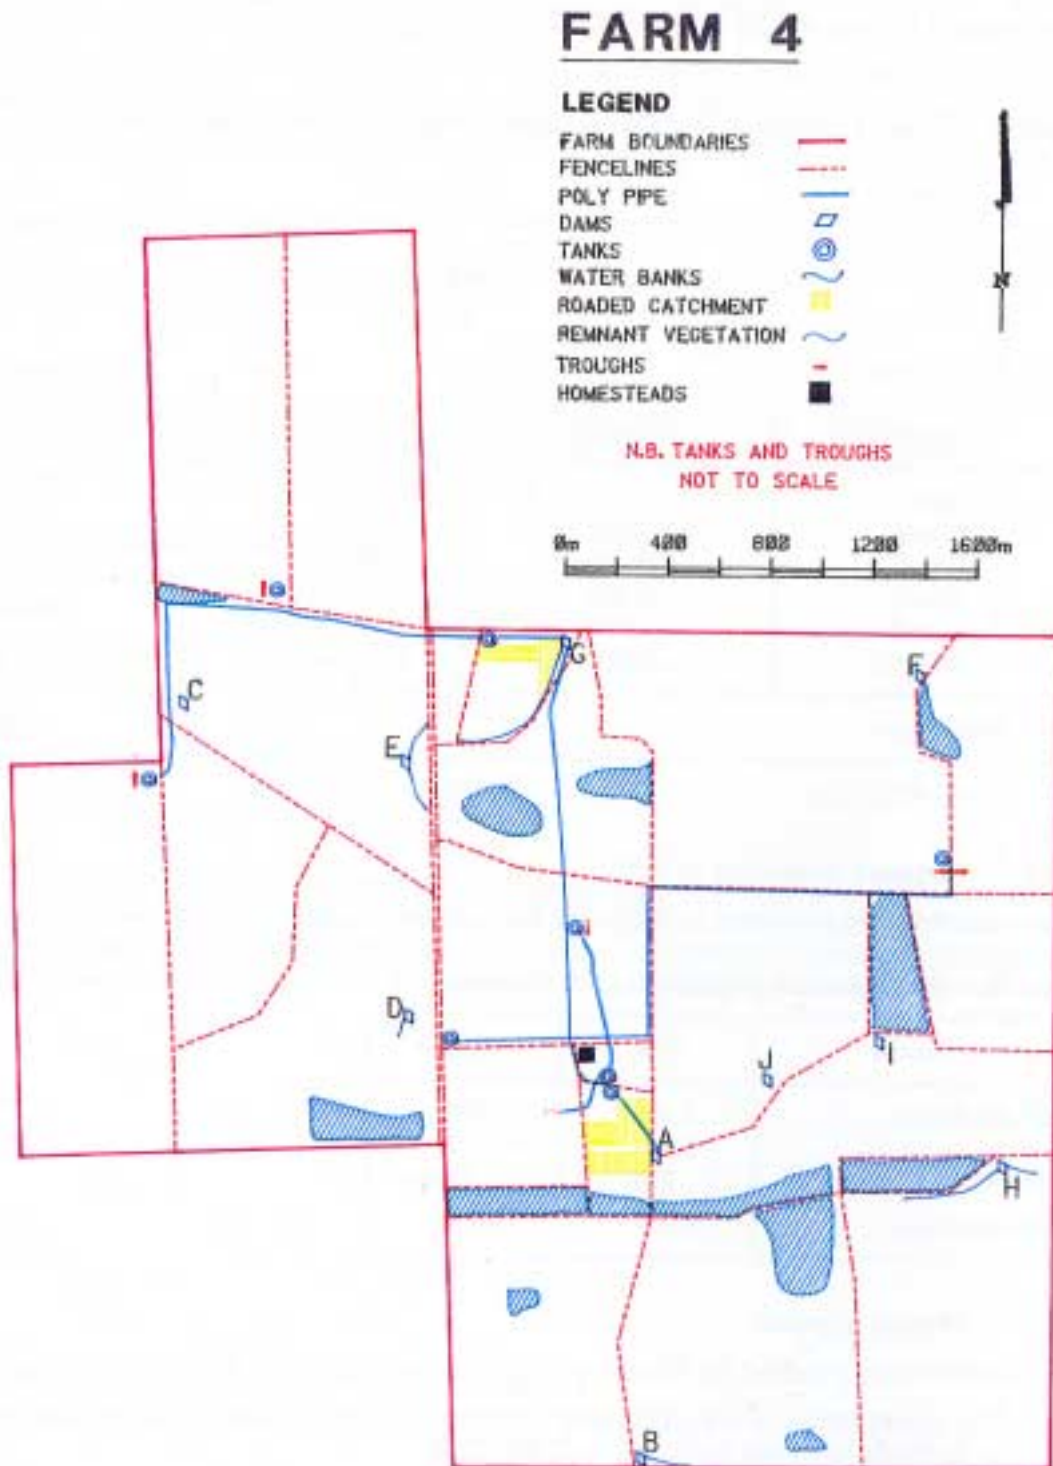 FARM 4
LEGEND
FARM BOUNDARIES
FENCELINES
POLY PIPE
DAMS
TANKS
WATER BANKS
ROADED CATCHMENT
REMNANT VEGETATION
TROUGHS
HOMESTEADS
N
N.B. TANKS AND TROUGHS
NOT TO SCALE
0m 400 800 1200 1600m
G
F
C
E
D
J
I
A
H
B